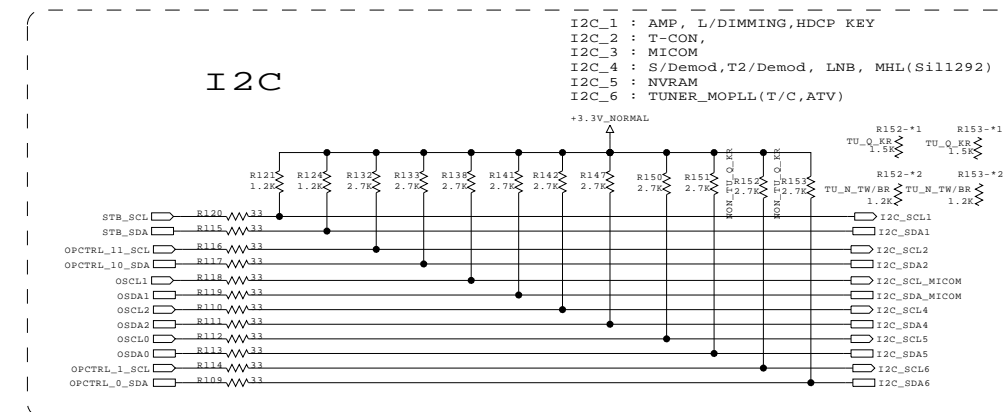 I2C_1 : AMP, L/DIMMING,HDCP KEY
I2C_2 : T-CON,
I2C_3 : MICOM
I2C_4 : S/Demod,T2/Demod, LNB, MHL(Sil1292)
I2C_5 : NVRAM
I2C_6 : TUNER_MOPLL(T/C,ATV)
I2C
+3.3V_NORMAL
R152-*1 R153-*1
TU_Q_KR TU_Q_KR
1.5K 1.5K
R152-*2 R153-*2
TU_N_TW/BR TU_N_TW/BR
1.2K 1.2K
R121 R124 R132 R133 R138 R141 R142 R147 R150 R151 R152 R153
1.2K 1.2K 2.7K 2.7K 2.7K 2.7K 2.7K 2.7K 2.7K 2.7K 2.7K 2.7K
NON_TU_Q_KR NON_TU_Q_KR
STB_SCL R120 33 I2C_SCL1
STB_SDA R115 33 I2C_SDA1
OPCTRL_11_SCL R116 33 I2C_SCL2
OPCTRL_10_SDA R117 33 I2C_SDA2
OSCL1 R118 33 I2C_SCL_MICOM
OSDA1 R119 33 I2C_SDA_MICOM
OSCL2 R110 33 I2C_SCL4
OSDA2 R111 33 I2C_SDA4
OSCL0 R112 33 I2C_SCL5
OSDA0 R113 33 I2C_SDA5
OPCTRL_1_SCL R114 33 I2C_SCL6
OPCTRL_0_SDA R109 33 I2C_SDA6